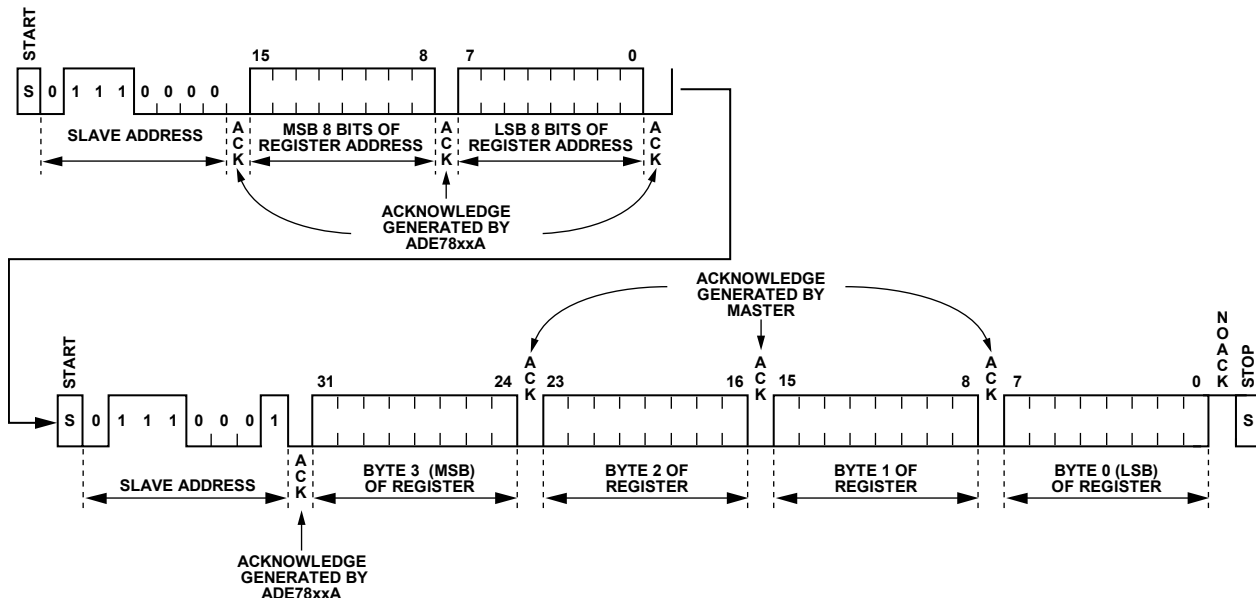 START
15 8 7 0
S 0 1 1 1 0 0 0 0
SLAVE ADDRESS
ACK
MSB 8 BITS OF
REGISTER ADDRESS
ACK
LSB 8 BITS OF
REGISTER ADDRESS
ACK
ACKNOWLEDGE
GENERATED BY
ADE78xxA
ACKNOWLEDGE
GENERATED BY
MASTER
START
ACK
ACK
ACK
NOACK
STOP
31 24 23 16 15 8 7 0
S 0 1 1 1 0 0 0 1 S
SLAVE ADDRESS
ACK
BYTE 3 (MSB)
OF REGISTER
BYTE 2 OF
REGISTER
BYTE 1 OF
REGISTER
BYTE 0 (LSB)
OF REGISTER
ACKNOWLEDGE
GENERATED BY
ADE78xxA